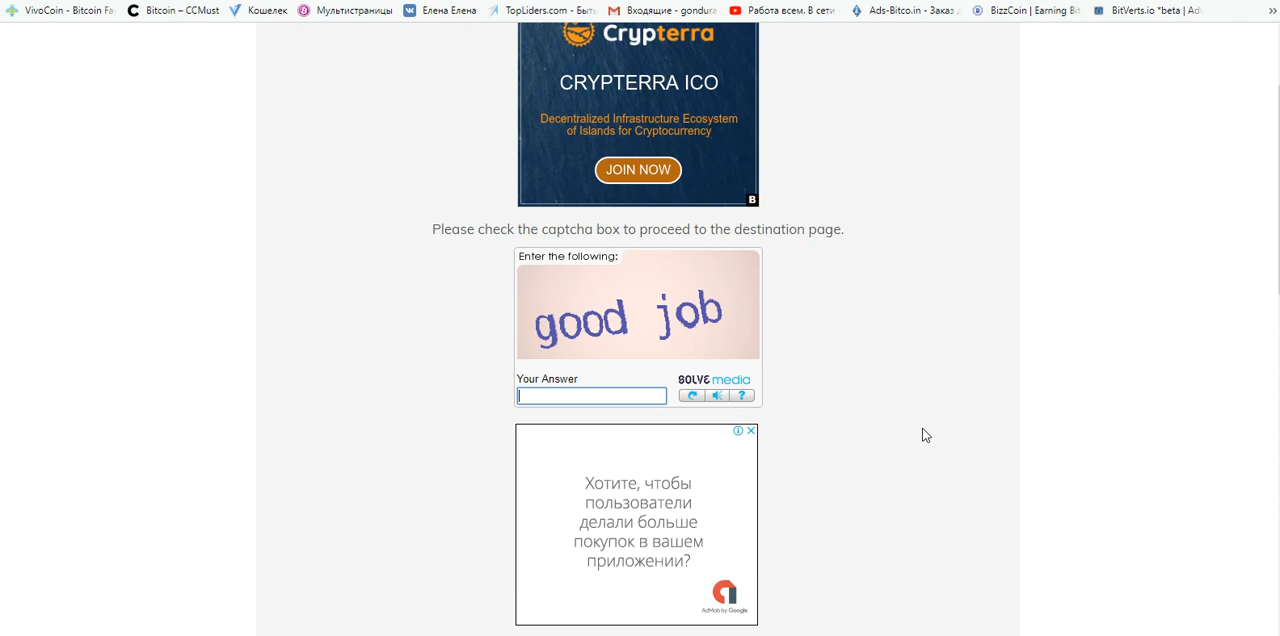 VivoCoin - Bitcoin Fa
Bitcoin – CCMust
Кошелек
Мультистраницы
Елена Елена
TopLiders.com - Быть
Входящие - gondura
Работа всем. В сети
Ads-Bitco.in - Заказ
BizzCoin | Earning Bit
BitVerts.io *beta | Ad
»
Crypterra
CRYPTERRA ICO
Decentralized Infrastructure Ecosystem
of Islands for Cryptocurrency
JOIN NOW
B
Please check the captcha box to proceed to the destination page.
Enter the following:
good job
Your Answer
SOLVE media
?
Хотите, чтобы
пользователи
делали больше
покупок в вашем
приложении?
AdMob by Google